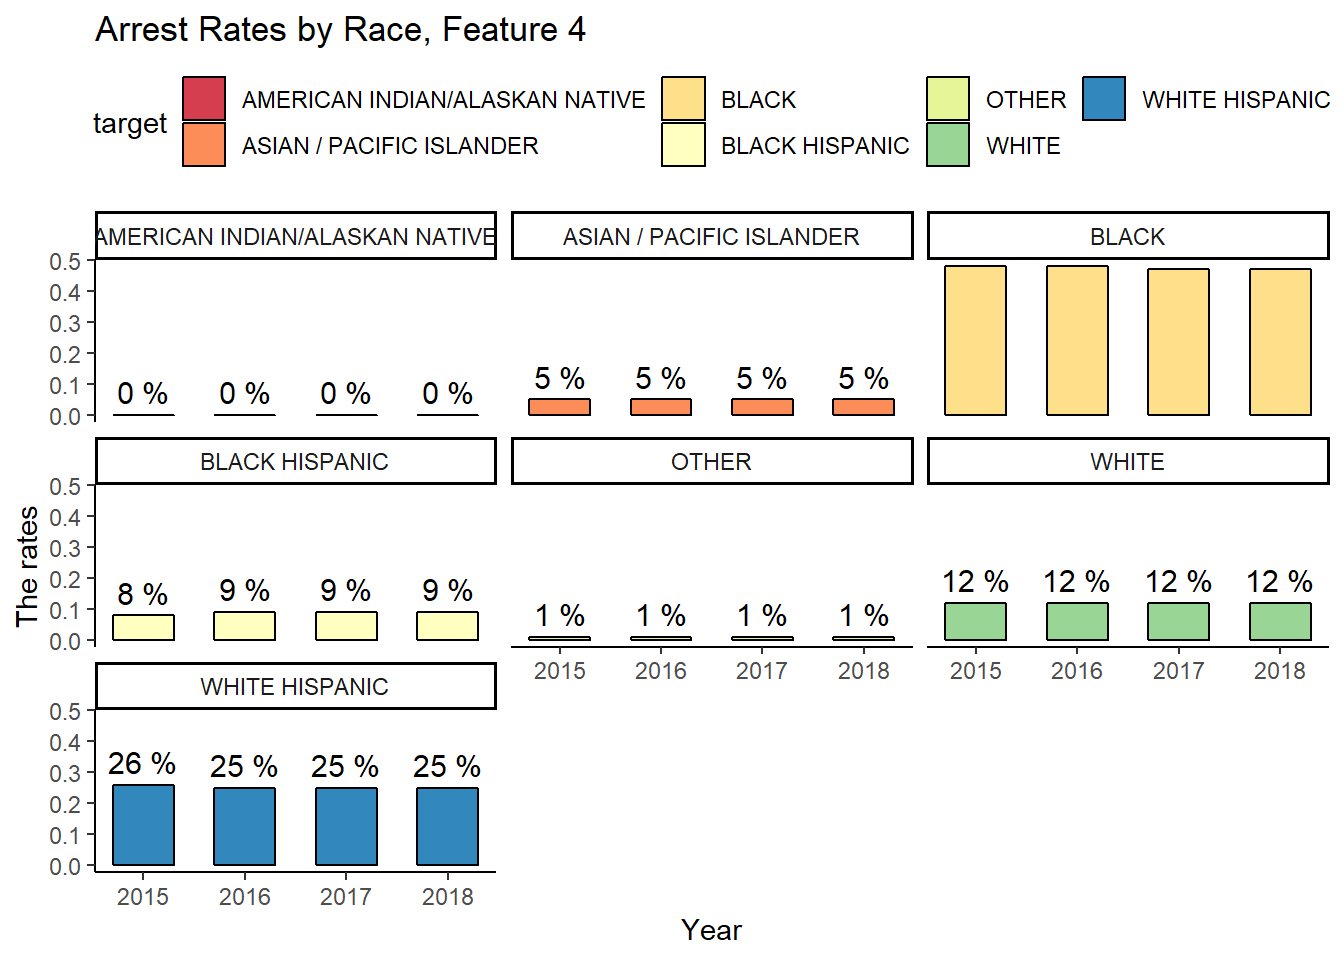 Arrest Rates by Race, Feature 4
target
AMERICAN INDIAN/ALASKAN NATIVE
BLACK
OTHER
WHITE HISPANIC
ASIAN / PACIFIC ISLANDER
BLACK HISPANIC
WHITE
AMERICAN INDIAN/ALASKAN NATIVE
ASIAN / PACIFIC ISLANDER
BLACK
0.5
0.4
0.3
0.2
0.1
0.0
0 % 0 % 0 % 0 %
5 % 5 % 5 % 5 %
BLACK HISPANIC
OTHER
WHITE
The rates
0.5
0.4
0.3
0.2
0.1
0.0
8 % 9 % 9 % 9 %
1 % 1 % 1 % 1 %
12 % 12 % 12 % 12 %
2015 2016 2017 2018
2015 2016 2017 2018
WHITE HISPANIC
0.5
0.4
0.3
0.2
0.1
0.0
26 % 25 % 25 % 25 %
2015 2016 2017 2018
Year